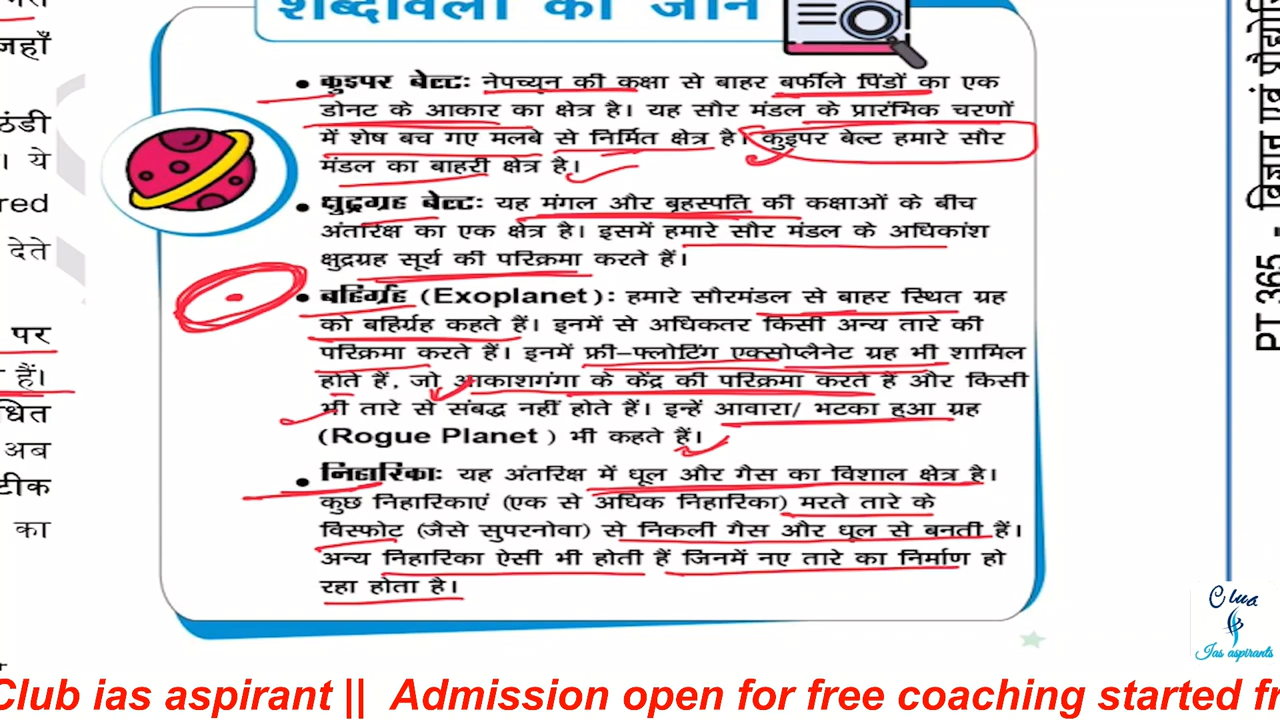 शब्दावली को जानें
• कुइपर बेल्टः नेपच्यून की कक्षा से बाहर बर्फीले पिंडों का एक
डोनट के आकार का क्षेत्र है। यह सौर मंडल के प्रारंभिक चरणों
में शेष बच गए मलबे से निर्मित क्षेत्र है। कुइपर बेल्ट हमारे सौर
मंडल का बाहरी क्षेत्र है।
• क्षुद्रग्रह बेल्टः यह मंगल और बृहस्पति की कक्षाओं के बीच
अंतरिक्ष का एक क्षेत्र है। इसमें हमारे सौर मंडल के अधिकांश
क्षुद्रग्रह सूर्य की परिक्रमा करते हैं।
• बहिर्ग्रह (Exoplanet): हमारे सौरमंडल से बाहर स्थित ग्रह
को बहिर्ग्रह कहते हैं। इनमें से अधिकतर किसी अन्य तारे की
परिक्रमा करते हैं। इनमें फ्री-फ्लोटिंग एक्सोप्लैनेट ग्रह भी शामिल
होते हैं, जो आकाशगंगा के केंद्र की परिक्रमा करते हैं और किसी
भी तारे से संबद्ध नहीं होते हैं। इन्हें आवारा/ भटका हुआ ग्रह
(Rogue Planet ) भी कहते हैं।
• निहारिकाः यह अंतरिक्ष में धूल और गैस का विशाल क्षेत्र है।
कुछ निहारिकाएं (एक से अधिक निहारिका) मरते तारे के
विस्फोट (जैसे सुपरनोवा) से निकली गैस और धूल से बनती हैं।
अन्य निहारिका ऐसी भी होती हैं जिनमें नए तारे का निर्माण हो
रहा होता है।
जहाँ
ठंडी
। ये
red
देते
पर
हैं।
अब
टीक
का
PT 365 - विज्ञान एवं
Club
Ias aspirants
Club ias aspirant || Admission open for free coaching started